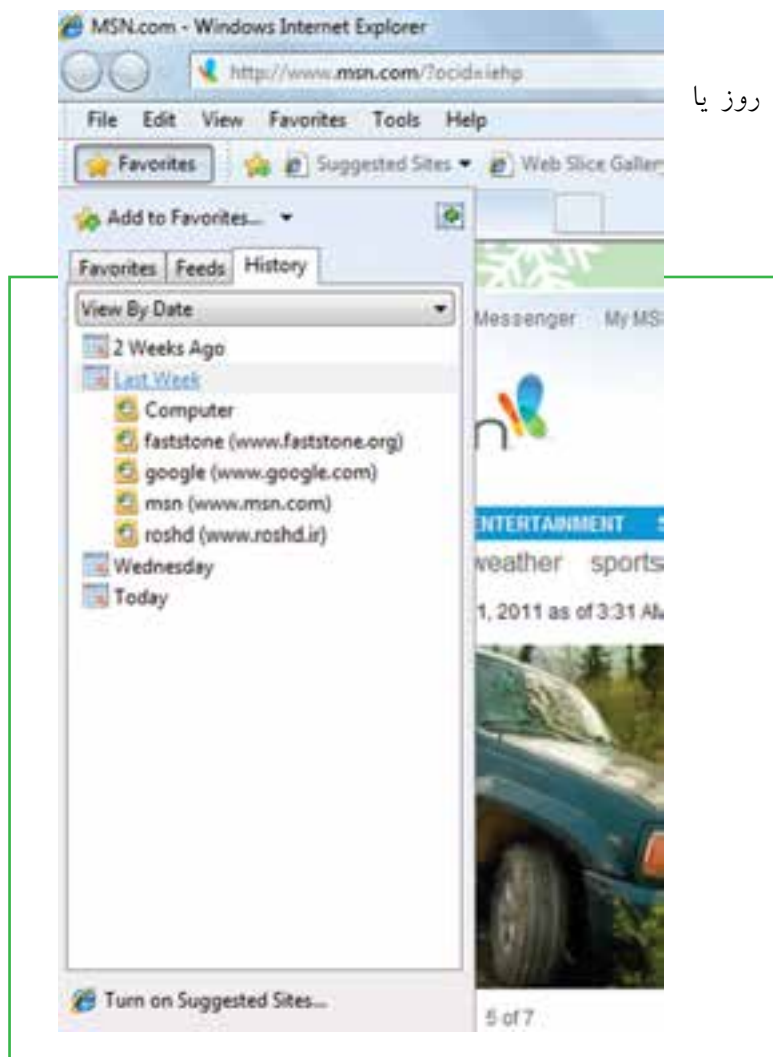 MSN.com - Windows Internet Explorer
http://www.msn.com/?ocid=iehp
روز یا
File Edit View Favorites Tools Help
Favorites Suggested Sites Web Slice Galler
Add to Favorites...
Favorites Feeds History
View By Date
2 Weeks Ago
Last Week
Computer
faststone (www.faststone.org)
google (www.google.com)
msn (www.msn.com)
roshd (www.roshd.ir)
Wednesday
Today
Turn on Suggested Sites...
Messenger My MS
n
ENTERTAINMENT S
weather sports
1, 2011 as of 3:31 AM
5 of 7